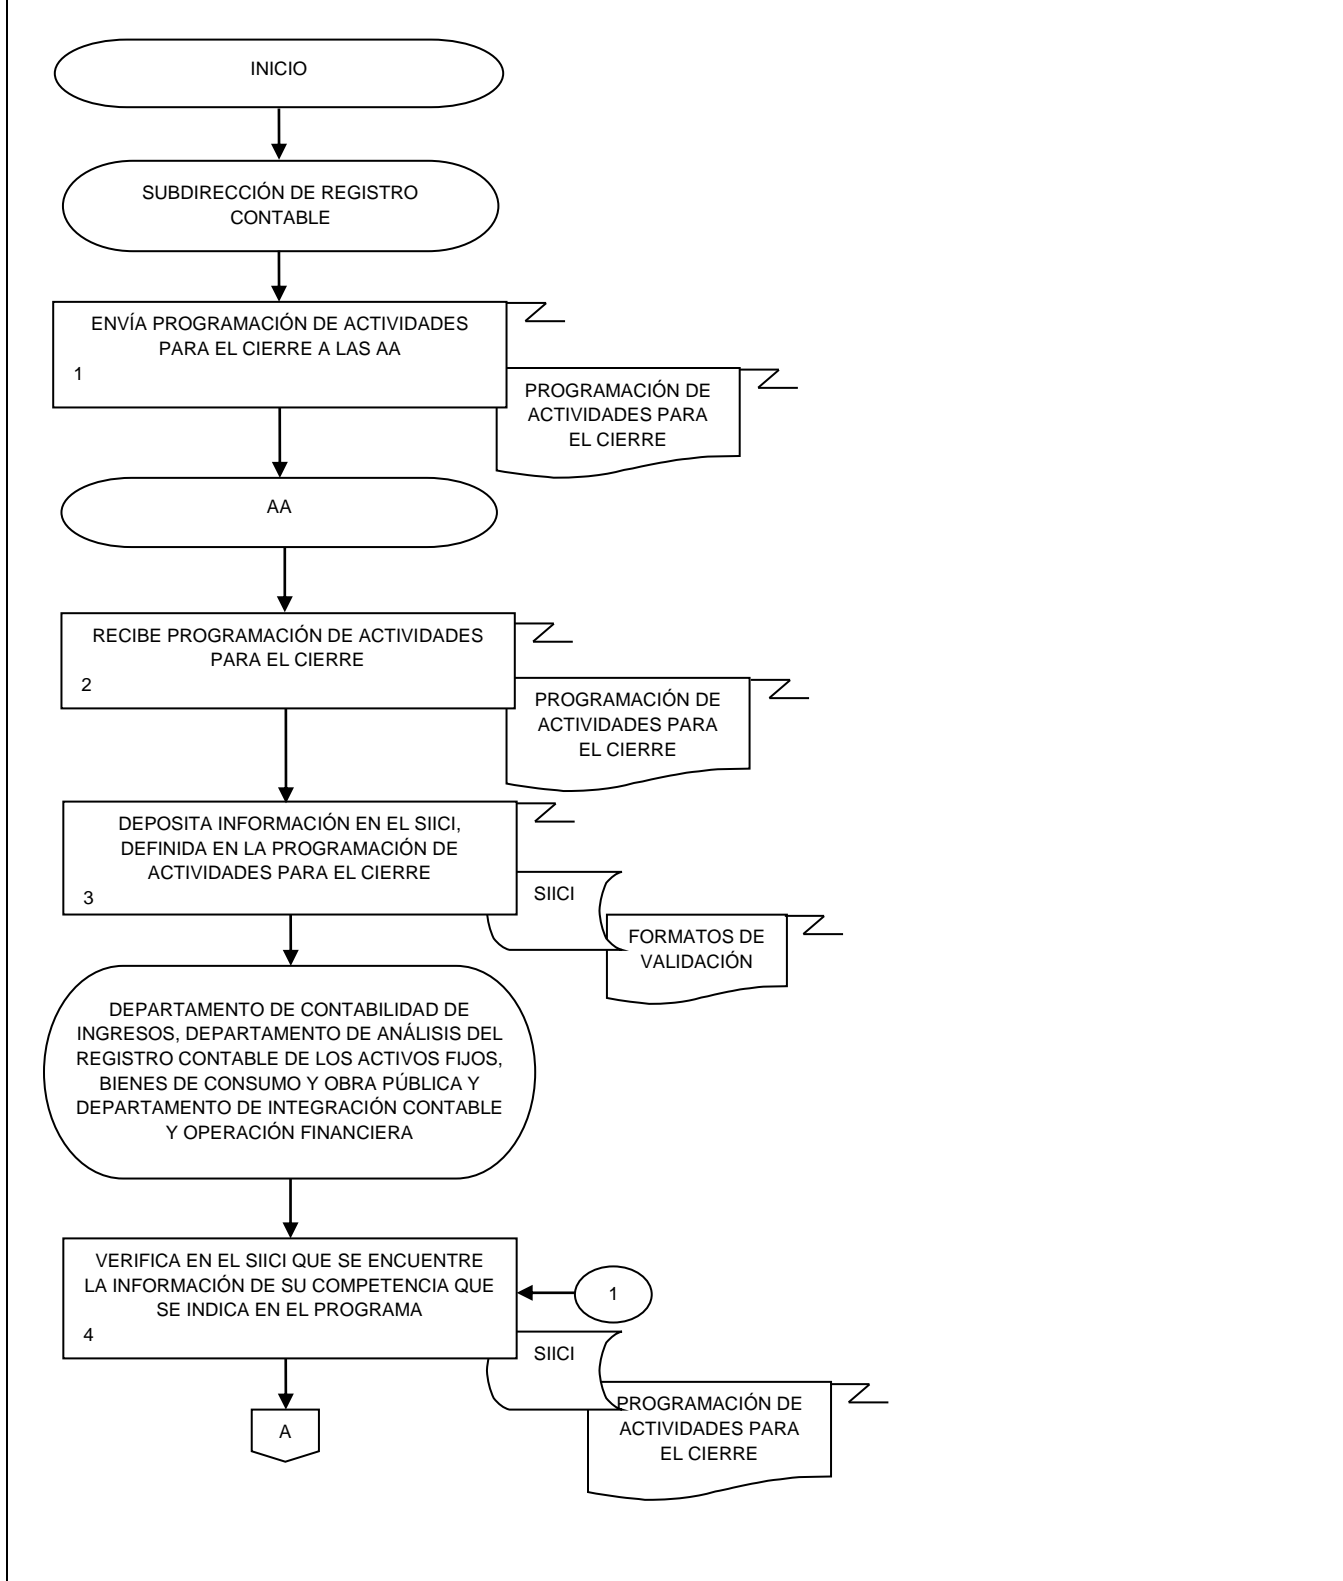 INICIO
SUBDIRECCIÓN DE REGISTRO
CONTABLE
ENVÍA PROGRAMACIÓN DE ACTIVIDADES
PARA EL CIERRE A LAS AA
1
PROGRAMACIÓN DE
ACTIVIDADES PARA
EL CIERRE
AA
RECIBE PROGRAMACIÓN DE ACTIVIDADES
PARA EL CIERRE
2
PROGRAMACIÓN DE
ACTIVIDADES PARA
EL CIERRE
DEPOSITA INFORMACIÓN EN EL SIICI,
DEFINIDA EN LA PROGRAMACIÓN DE
ACTIVIDADES PARA EL CIERRE
3
SIICI
FORMATOS DE
VALIDACIÓN
DEPARTAMENTO DE CONTABILIDAD DE
INGRESOS, DEPARTAMENTO DE ANÁLISIS DEL
REGISTRO CONTABLE DE LOS ACTIVOS FIJOS,
BIENES DE CONSUMO Y OBRA PÚBLICA Y
DEPARTAMENTO DE INTEGRACIÓN CONTABLE
Y OPERACIÓN FINANCIERA
VERIFICA EN EL SIICI QUE SE ENCUENTRE
LA INFORMACIÓN DE SU COMPETENCIA QUE
SE INDICA EN EL PROGRAMA
4
1
SIICI
PROGRAMACIÓN DE
ACTIVIDADES PARA
EL CIERRE
A